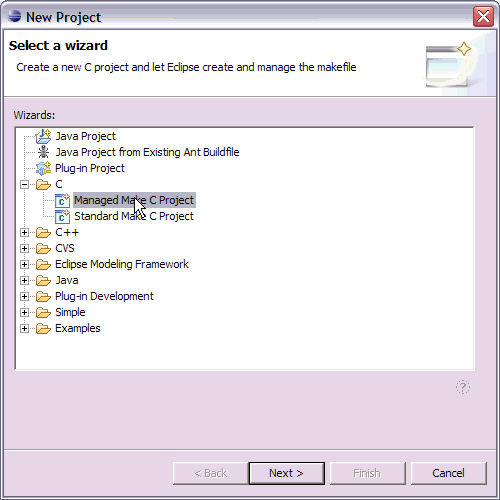 New Project
Select a wizard
Create a new C project and let Eclipse create and manage the makefile
Wizards:
Java Project
Java Project from Existing Ant Buildfile
Plug-in Project
C
Managed Make C Project
Standard Make C Project
C++
CVS
Eclipse Modeling Framework
Java
Plug-in Development
Simple
Examples
< Back Next > Finish Cancel